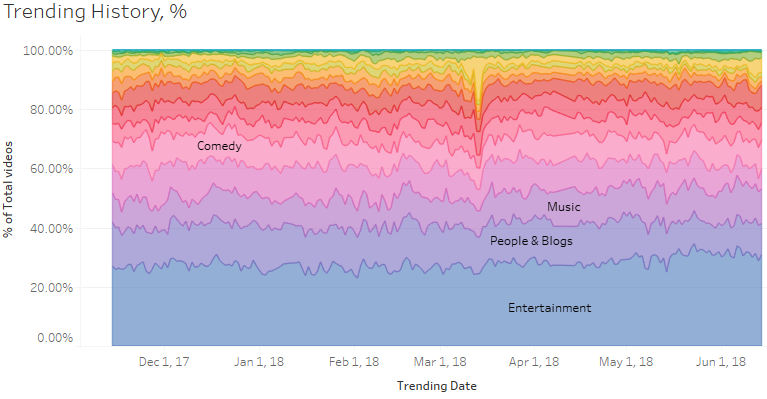 Trending History, %
100.00%
80.00%
60.00%
40.00%
20.00%
0.00%
% of Total videos
Comedy
Music
People & Blogs
Entertainment
Dec 1, 17 Jan 1, 18 Feb 1, 18 Mar 1, 18 Apr 1, 18 May 1, 18 Jun 1, 18
Trending Date